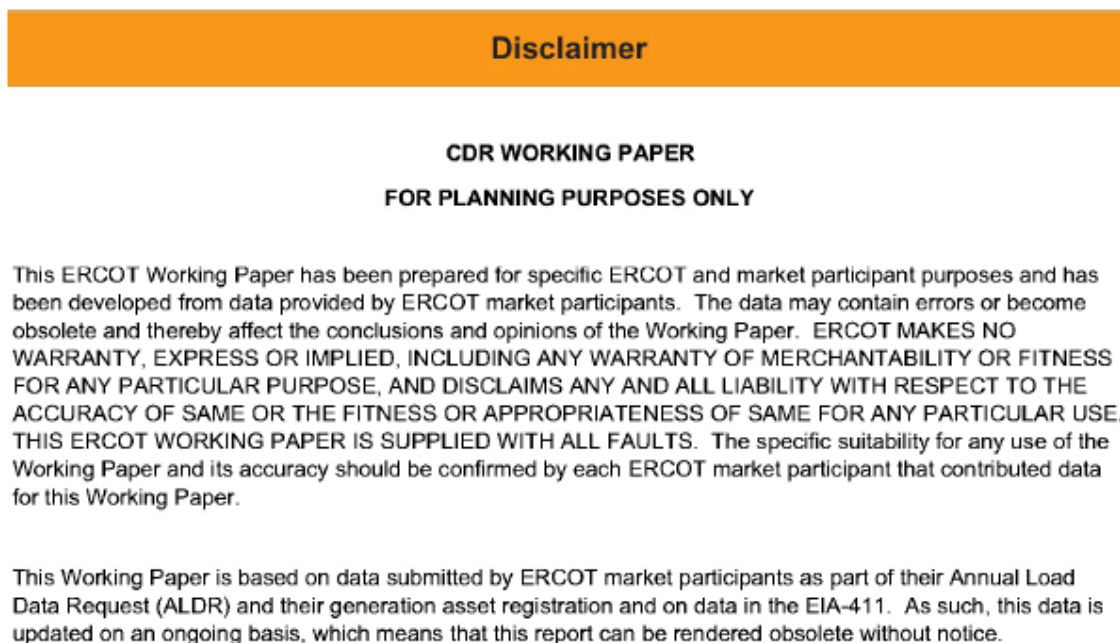 Disclaimer
CDR WORKING PAPER
FOR PLANNING PURPOSES ONLY
This ERCOT Working Paper has been prepared for specific ERCOT and market participant purposes and has
been developed from data provided by ERCOT market participants.  The data may contain errors or become
obsolete and thereby affect the conclusions and opinions of the Working Paper.  ERCOT MAKES NO
WARRANTY, EXPRESS OR IMPLIED, INCLUDING ANY WARRANTY OF MERCHANTABILITY OR FITNESS
FOR ANY PARTICULAR PURPOSE, AND DISCLAIMS ANY AND ALL LIABILITY WITH RESPECT TO THE
ACCURACY OF SAME OR THE FITNESS OR APPROPRIATENESS OF SAME FOR ANY PARTICULAR USE.
THIS ERCOT WORKING PAPER IS SUPPLIED WITH ALL FAULTS.  The specific suitability for any use of the
Working Paper and its accuracy should be confirmed by each ERCOT market participant that contributed data
for this Working Paper.
This Working Paper is based on data submitted by ERCOT market participants as part of their Annual Load
Data Request (ALDR) and their generation asset registration and on data in the EIA-411.  As such, this data is
updated on an ongoing basis, which means that this report can be rendered obsolete without notice.